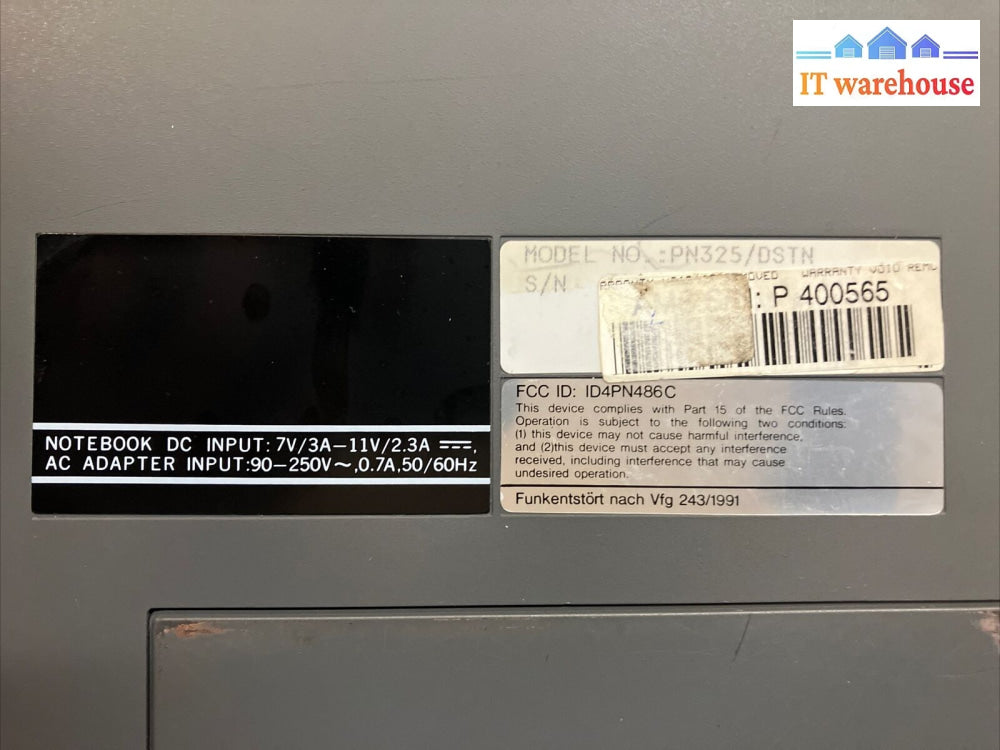 IT warehouse
NOTEBOOK DC INPUT: 7V/3A—11V/2.3A ⎓,
AC ADAPTER INPUT:90—250V~,0.7A,50/60Hz
MODEL NO.:PN325/DSTN
S/N
WARRANTY VOID REM
: P 400565
FCC ID: ID4PN486C
This device complies with Part 15 of the FCC Rules.
Operation is subject to the following two conditions:
(1) this device may not cause harmful interference,
and (2)this device must accept any interference
received, including interference that may cause
undesired operation.
Funkentstört nach Vfg 243/1991